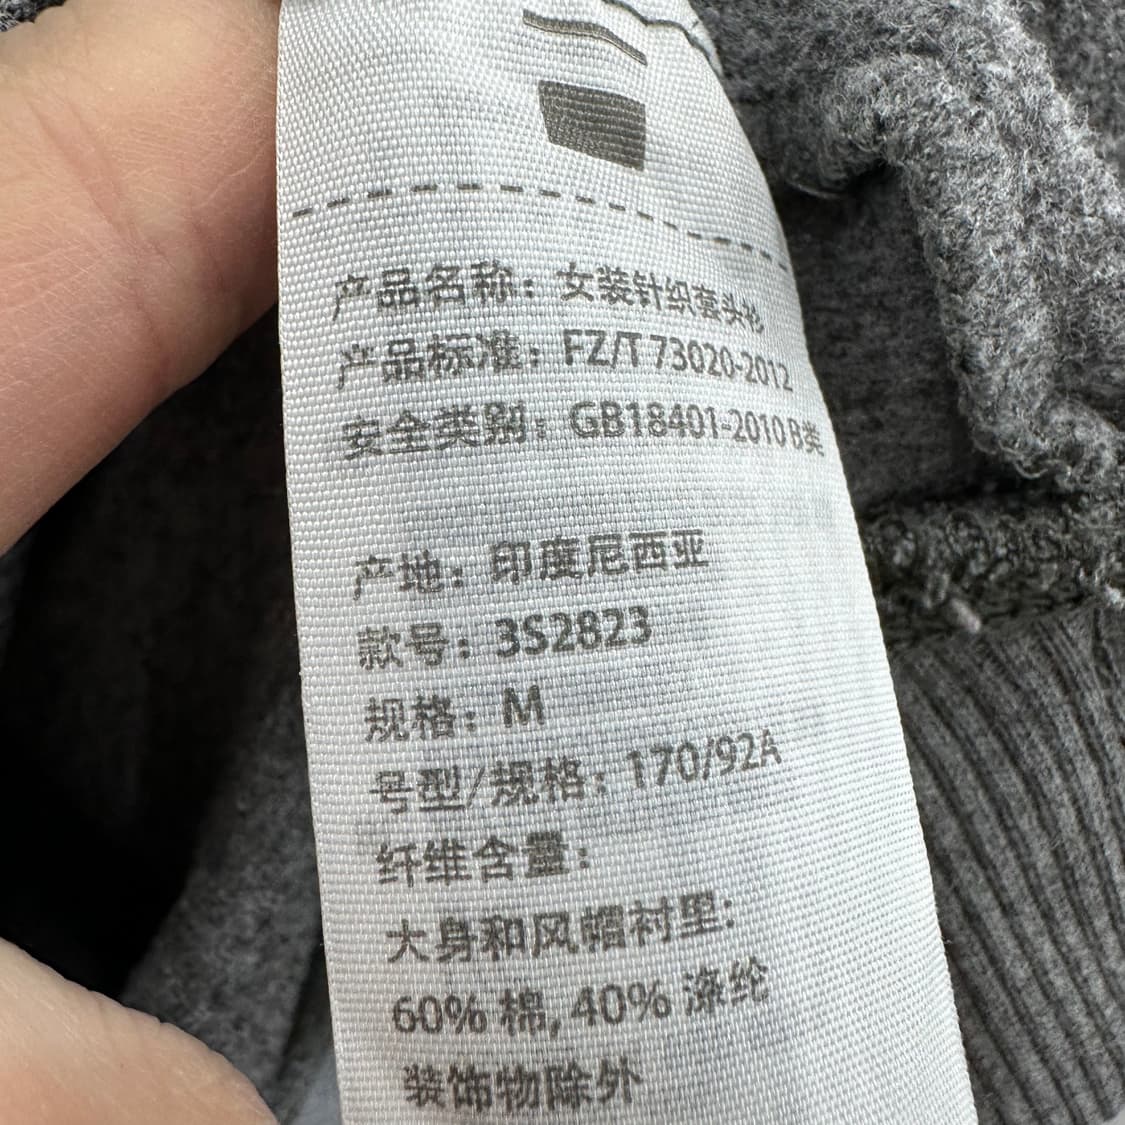 产品名称：女装针织套头衫
产品标准：FZ/T 73020-2012
安全类别：GB18401-2010 B类
产地：印度尼西亚
款号：3S2823
规格：M
号型/规格：170/92A
纤维含量：
大身和风帽衬里:
60% 棉, 40% 涤纶
装饰物除外